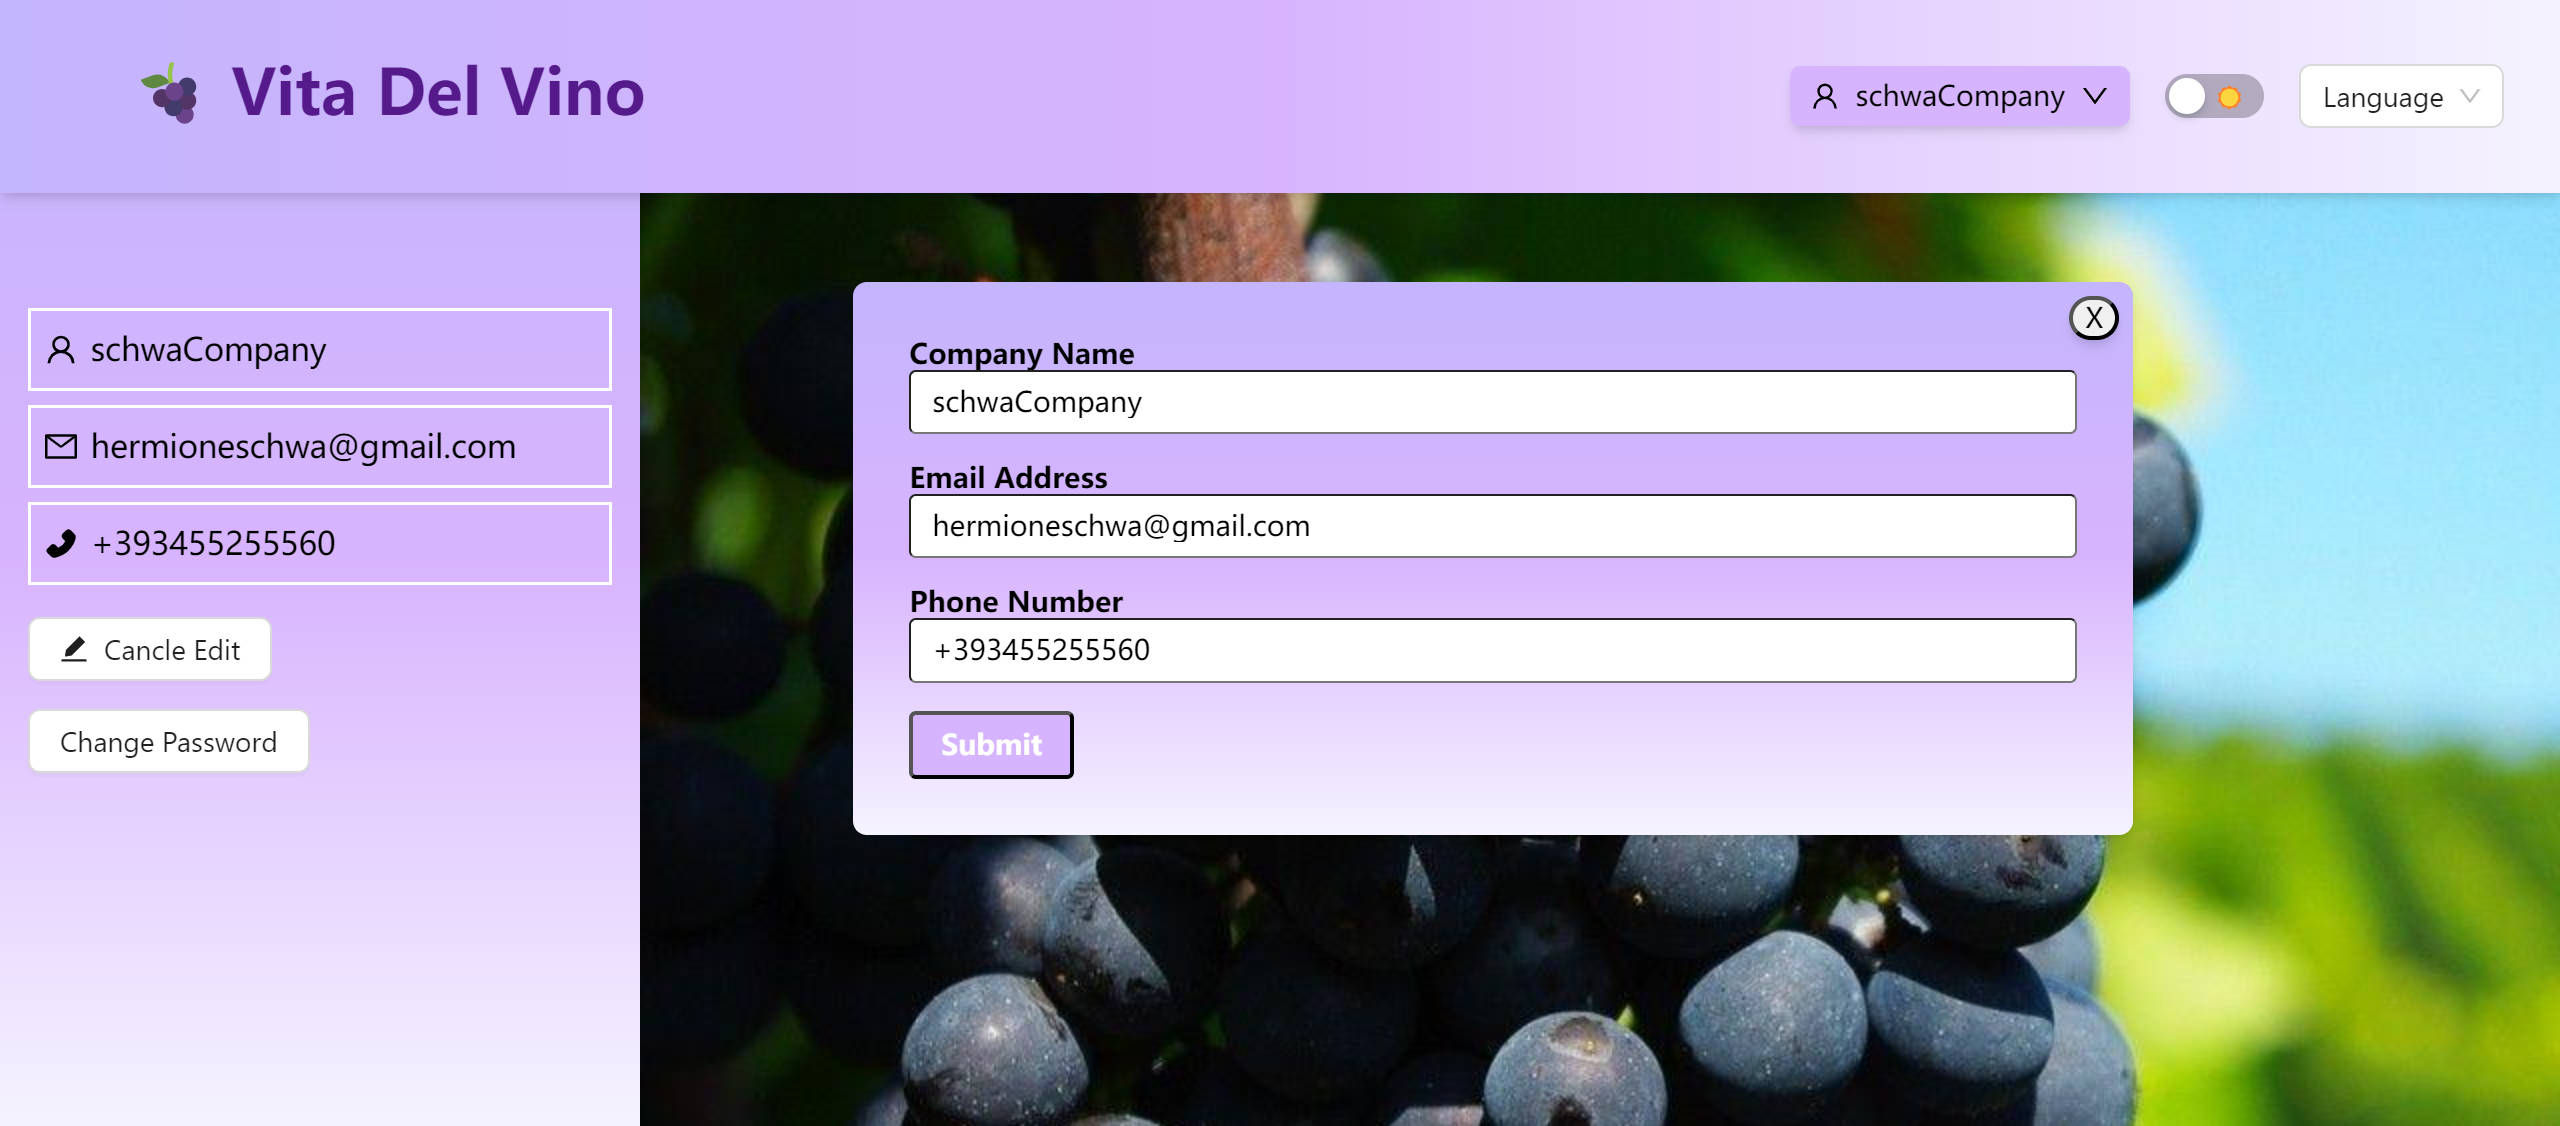 Vita Del Vino
schwaCompany
Language
schwaCompany
hermioneschwa@gmail.com
+393455255560
Cancle Edit
Change Password
X
Company Name
schwaCompany
Email Address
hermioneschwa@gmail.com
Phone Number
+393455255560
Submit